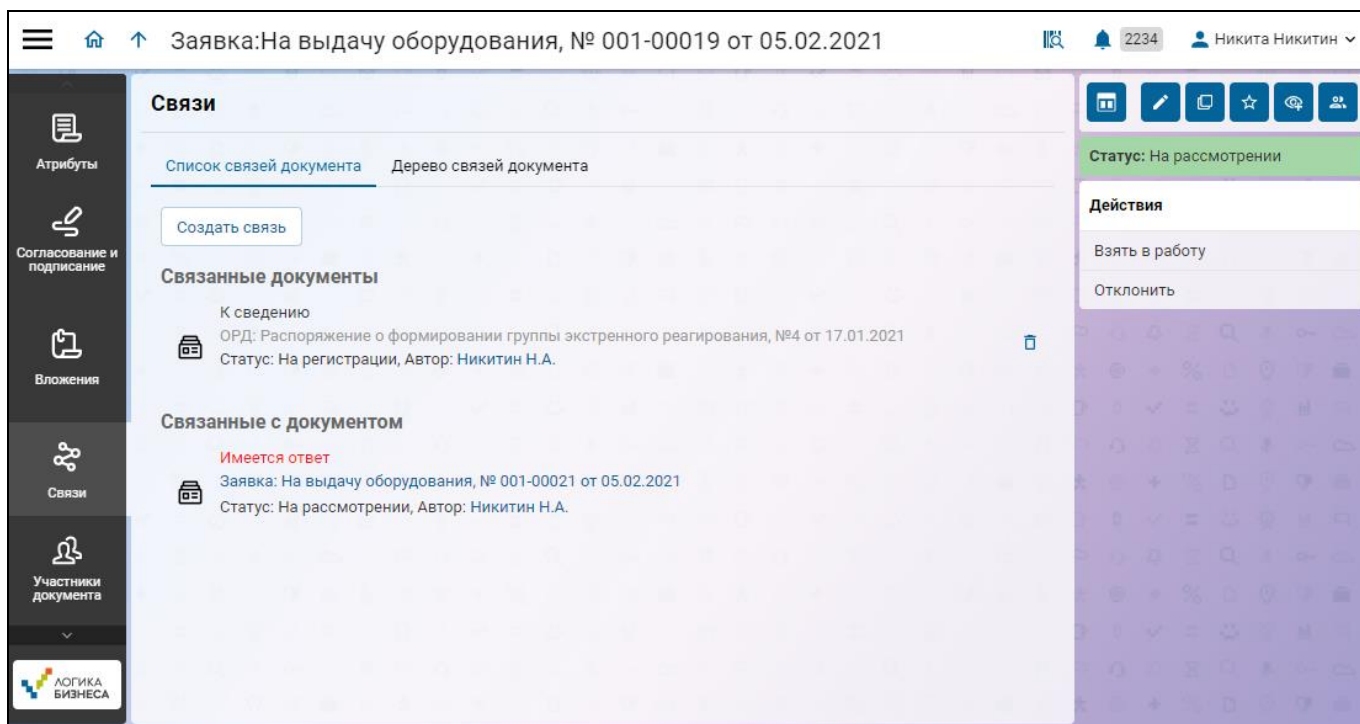 Заявка:На выдачу оборудования, № 001-00019 от 05.02.2021
2234
Никита Никитин
Атрибуты
Согласование и
подписание
Вложения
Связи
Участники
документа
ЛОГИКА
БИЗНЕСА
Связи
Список связей документа
Дерево связей документа
Создать связь
Связанные документы
К сведению
ОРД: Распоряжение о формировании группы экстренного реагирования, №4 от 17.01.2021
Статус: На регистрации, Автор: Никитин Н.А.
Связанные с документом
Имеется ответ
Заявка: На выдачу оборудования, № 001-00021 от 05.02.2021
Статус: На рассмотрении, Автор: Никитин Н.А.
Статус: На рассмотрении
Действия
Взять в работу
Отклонить